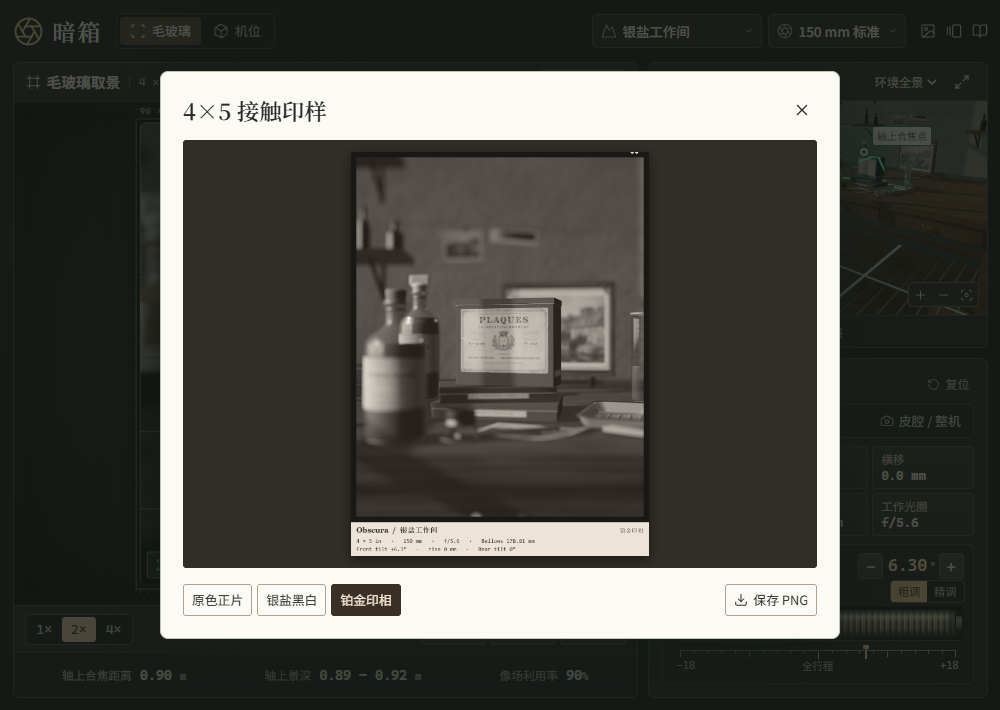 暗箱
毛玻璃
机位
银盐工作间
150 mm 标准
毛玻璃取景
4 ×
96
环境全景
4×5 接触印样
轴上合焦点
PLAQUES
Obscura / 银盐工作间
铂金印相
4 × 5 in · 150 mm · f/5.6 · Bellows 178.81 mm
Front tilt +6.3° · rise 0 mm · Rear tilt 0°
原色正片
银盐黑白
铂金印相
保存 PNG
复位
皮腔 / 整机
横移
0.0 mm
工作光圈
f/5.6
− 6.30° +
粗调
精调
−18
全行程
+18
1×
2×
4×
轴上合焦距离 0.90 m
轴上景深 0.89 — 0.92 m
像场利用率 90%